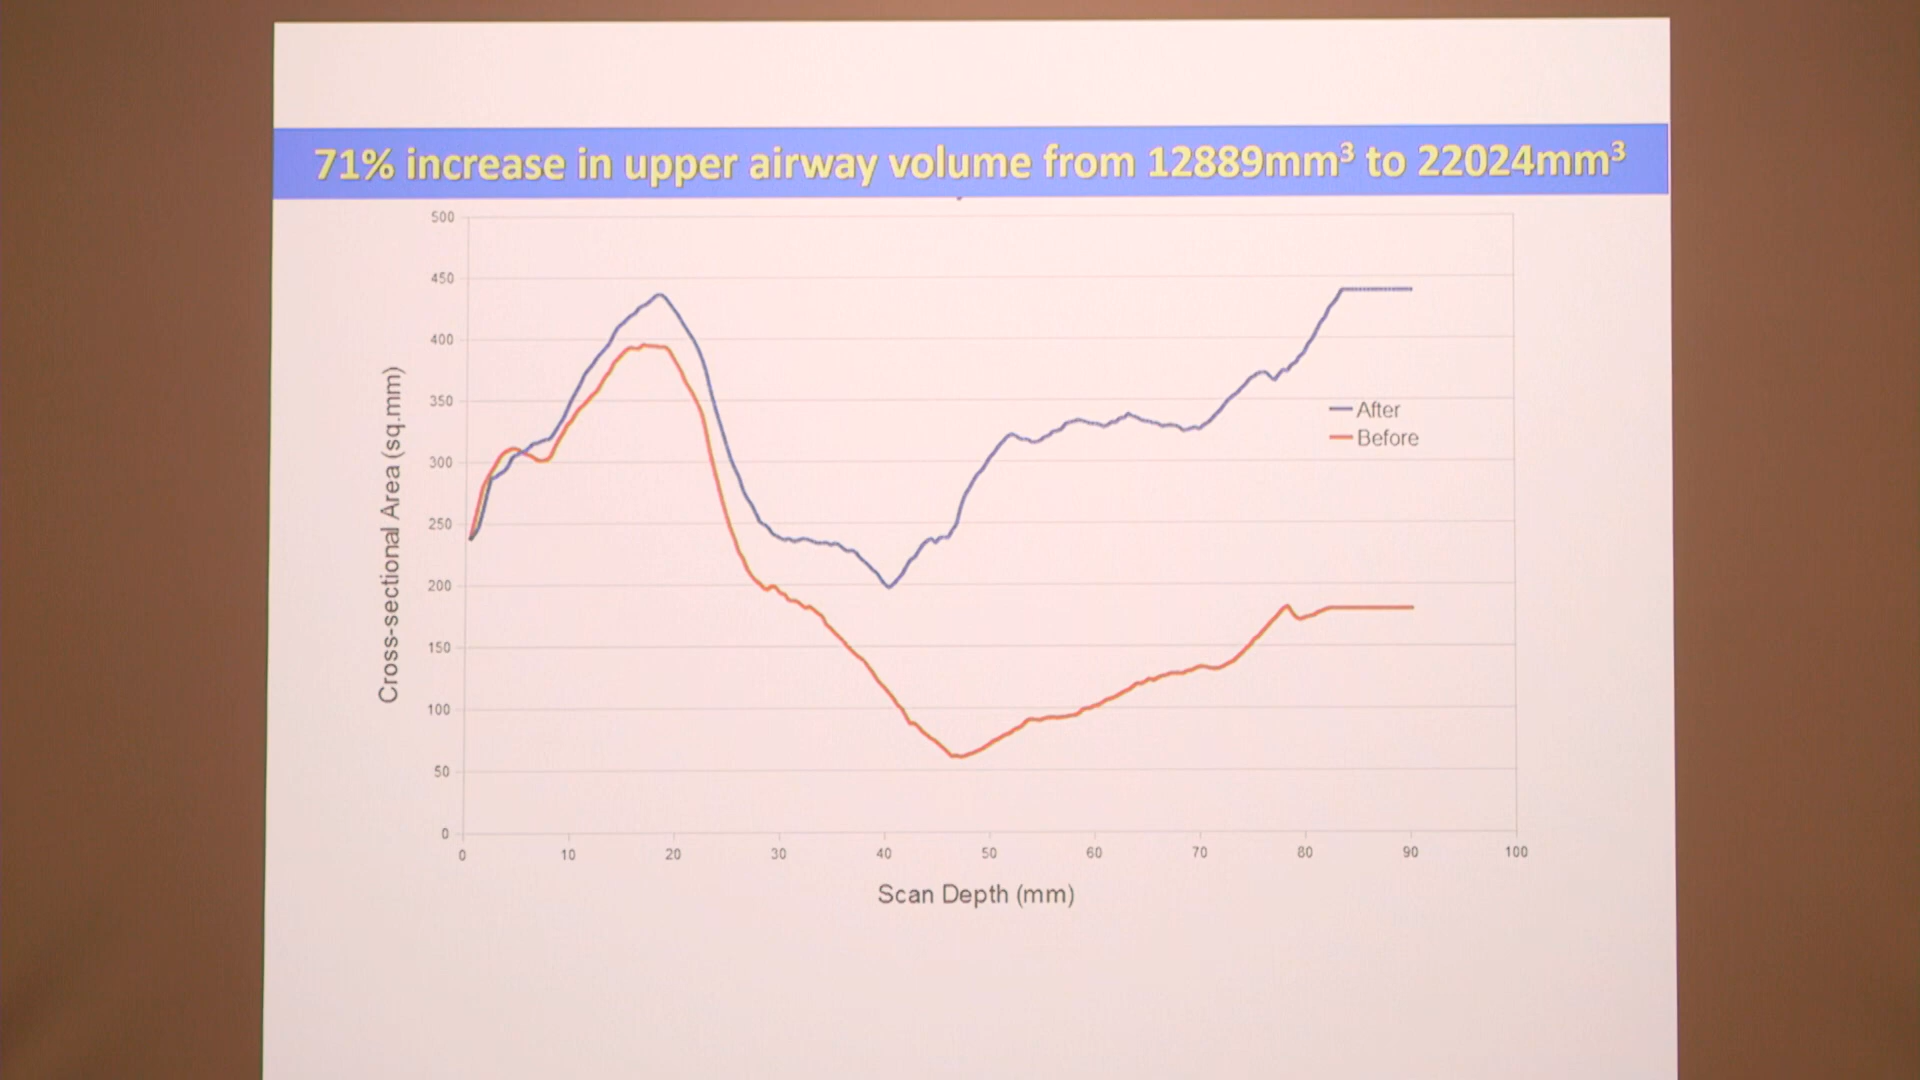 71% increase in upper airway volume from 12889mm³ to 22024mm³
500
450
400
350
300
250
200
150
100
50
0
Cross-sectional Area (sq.mm)
After
Before
0 10 20 30 40 50 60 70 80 90 100
Scan Depth (mm)